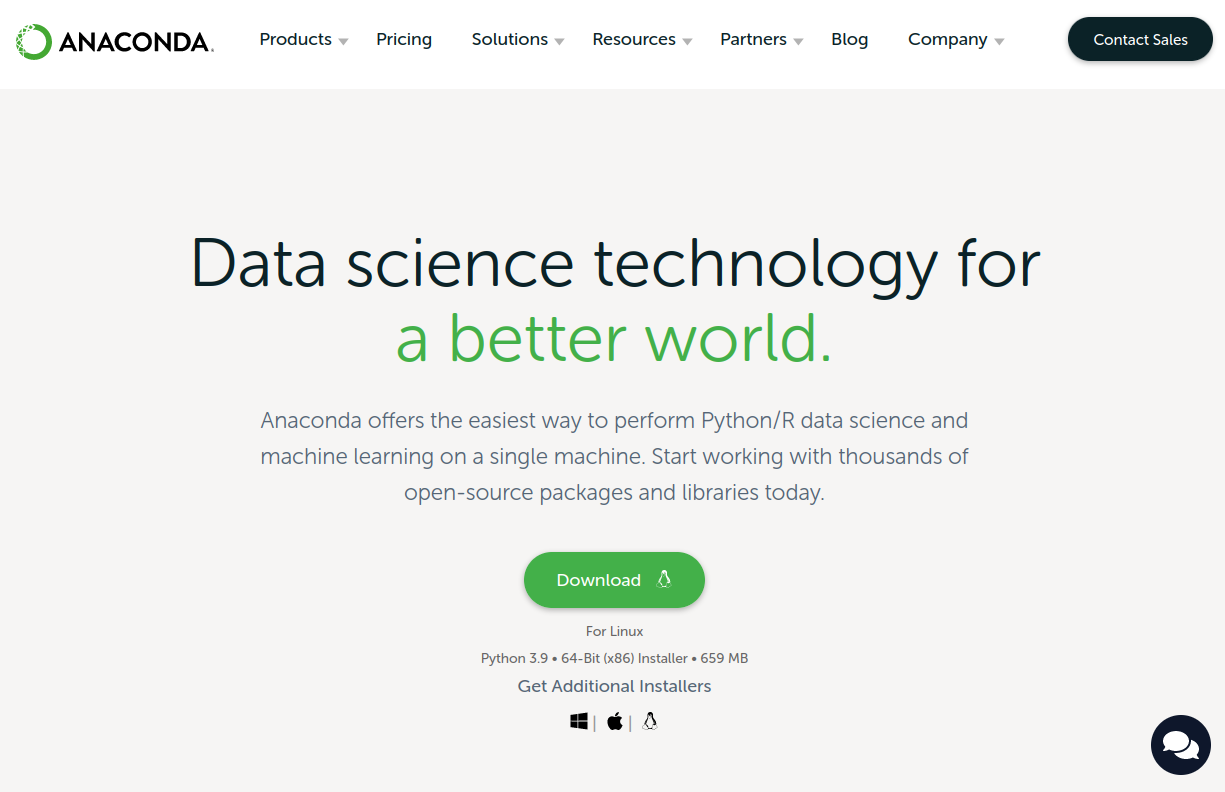 ANACONDA.
Products
Pricing
Solutions
Resources
Partners
Blog
Company
Contact Sales
Data science technology for
a better world.
Anaconda offers the easiest way to perform Python/R data science and
machine learning on a single machine. Start working with thousands of
open-source packages and libraries today.
Download
For Linux
Python 3.9 • 64-Bit (x86) Installer • 659 MB
Get Additional Installers
| |